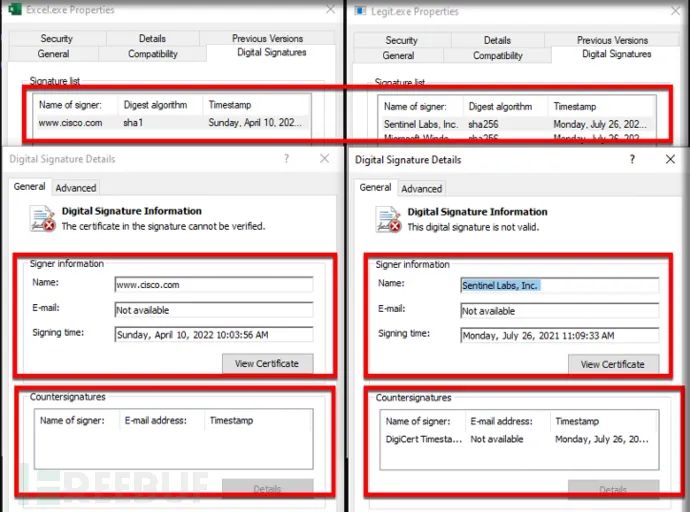 Excel.exe Properties
Security Details Previous Versions
General Compatibility Digital Signatures
Signature list
Name of signer: Digest algorithm Timestamp
www.cisco.com sha1 Sunday, April 10, 202...
Digital Signature Details
General Advanced
Digital Signature Information
The certificate in the signature cannot be verified.
Signer information
Name: www.cisco.com
E-mail: Not available
Signing time: Sunday, April 10, 2022 10:03:56 AM
View Certificate
Countersignatures
Name of signer: E-mail address: Timestamp
Details
REEBUF
Legit.exe Properties
Security Details Previous Versions
General Compatibility Digital Signatures
Signature list
Name of signer: Digest algorithm Timestamp
Sentinel Labs, Inc. sha256 Monday, July 26, 202...
sha256 Monday, July 26, 202...
Digital Signature Details
General Advanced
Digital Signature Information
This digital signature is not valid.
Signer information
Name: Sentinel Labs, Inc.
E-mail: Not available
Signing time: Monday, July 26, 2021 11:09:33 AM
View Certificate
Countersignatures
Name of signer: E-mail address: Timestamp
DigiCert Timesta... Not available Monday, July 26, 20...
Details